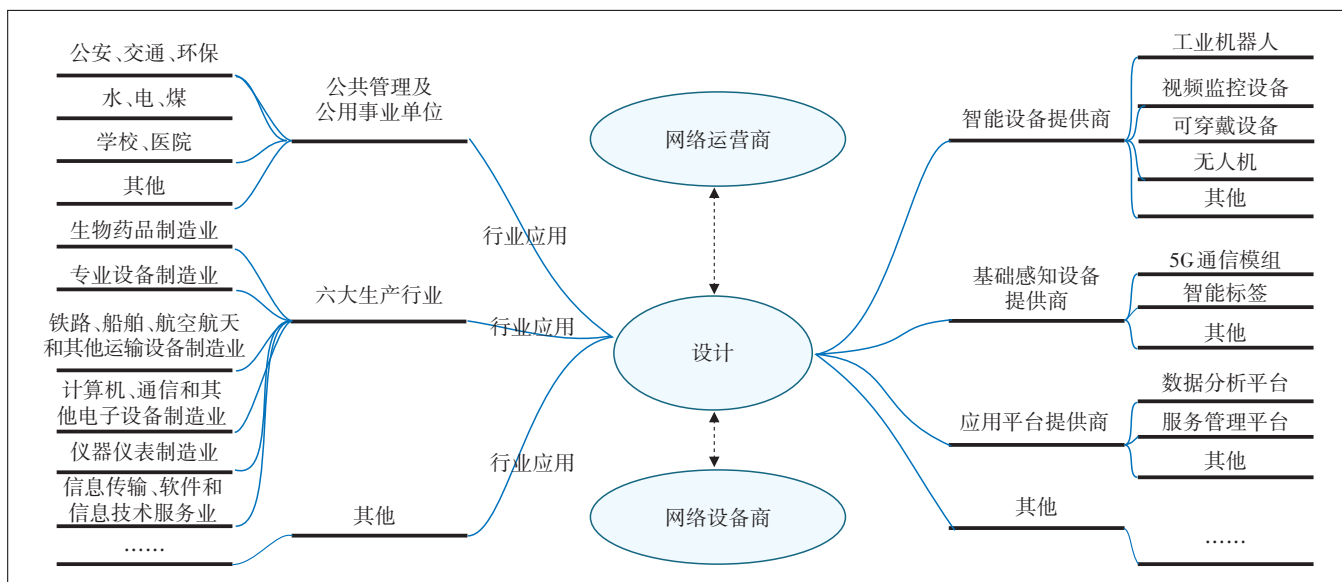 公安、交通、环保
水、电、煤
学校、医院
其他
公共管理及
公用事业单位
生物药品制造业
专业设备制造业
铁路、船舶、航空航天
和其他运输设备制造业
计算机、通信和其
他电子设备制造业
仪器仪表制造业
信息传输、软件和
信息技术服务业
六大生产行业
……
其他
行业应用
行业应用
行业应用
网络运营商
设计
网络设备商
智能设备提供商
工业机器人
视频监控设备
可穿戴设备
无人机
其他
基础感知设备
提供商
5G通信模组
智能标签
其他
应用平台提供商
数据分析平台
服务管理平台
其他
其他
……